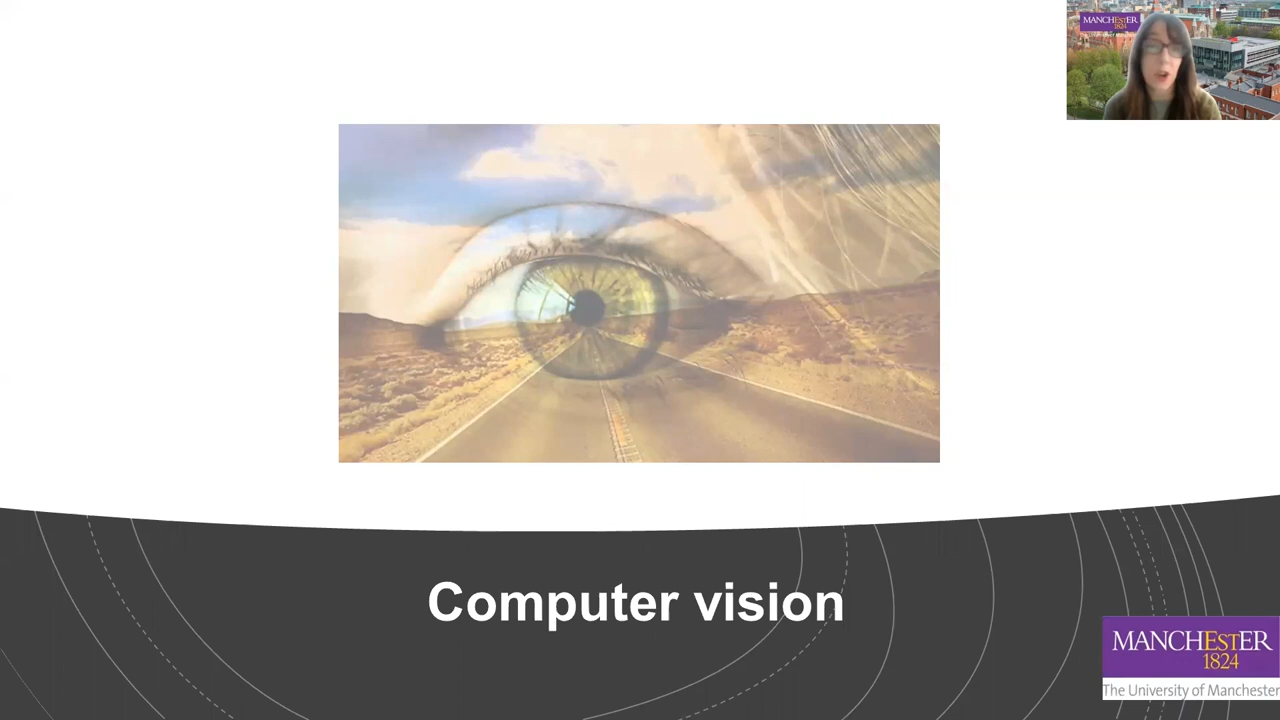 MANCHESTER
1824
Computer vision
MANCHESTER
1824
The University of Manchester